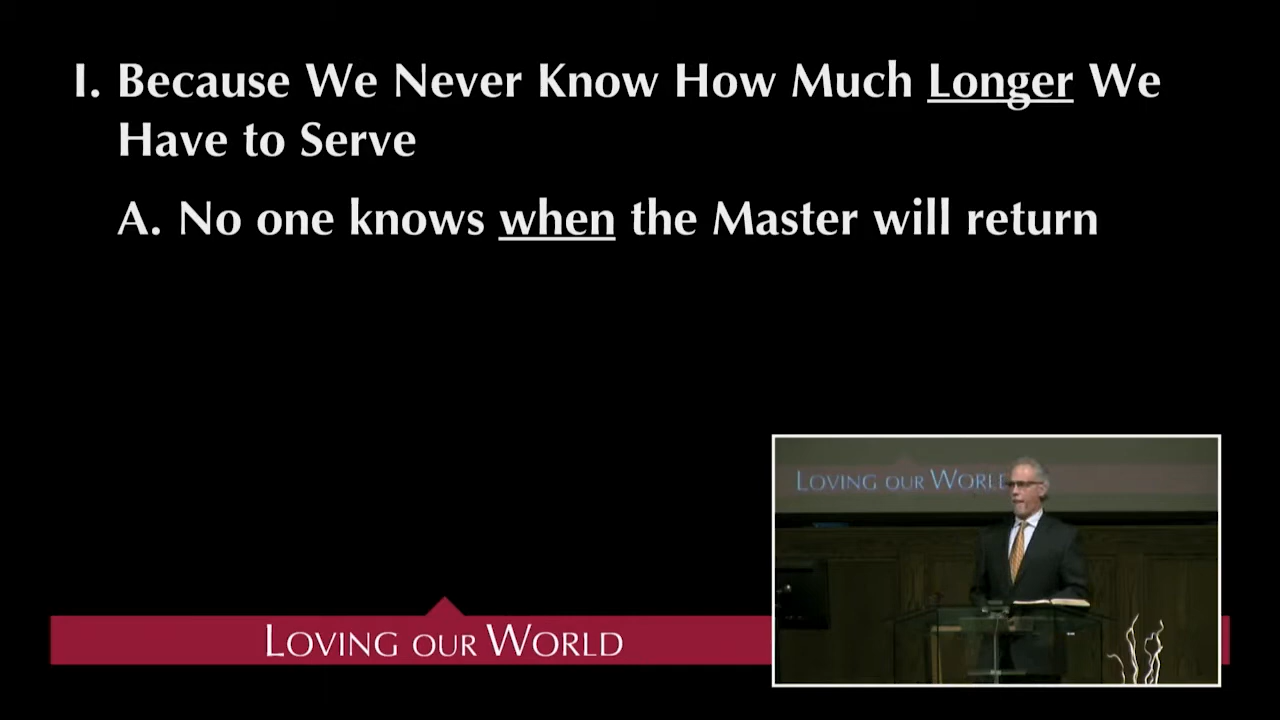 I. Because We Never Know How Much Longer We
Have to Serve
A. No one knows when the Master will return
LOVING OUR WORLD
LOVING OUR WORLD